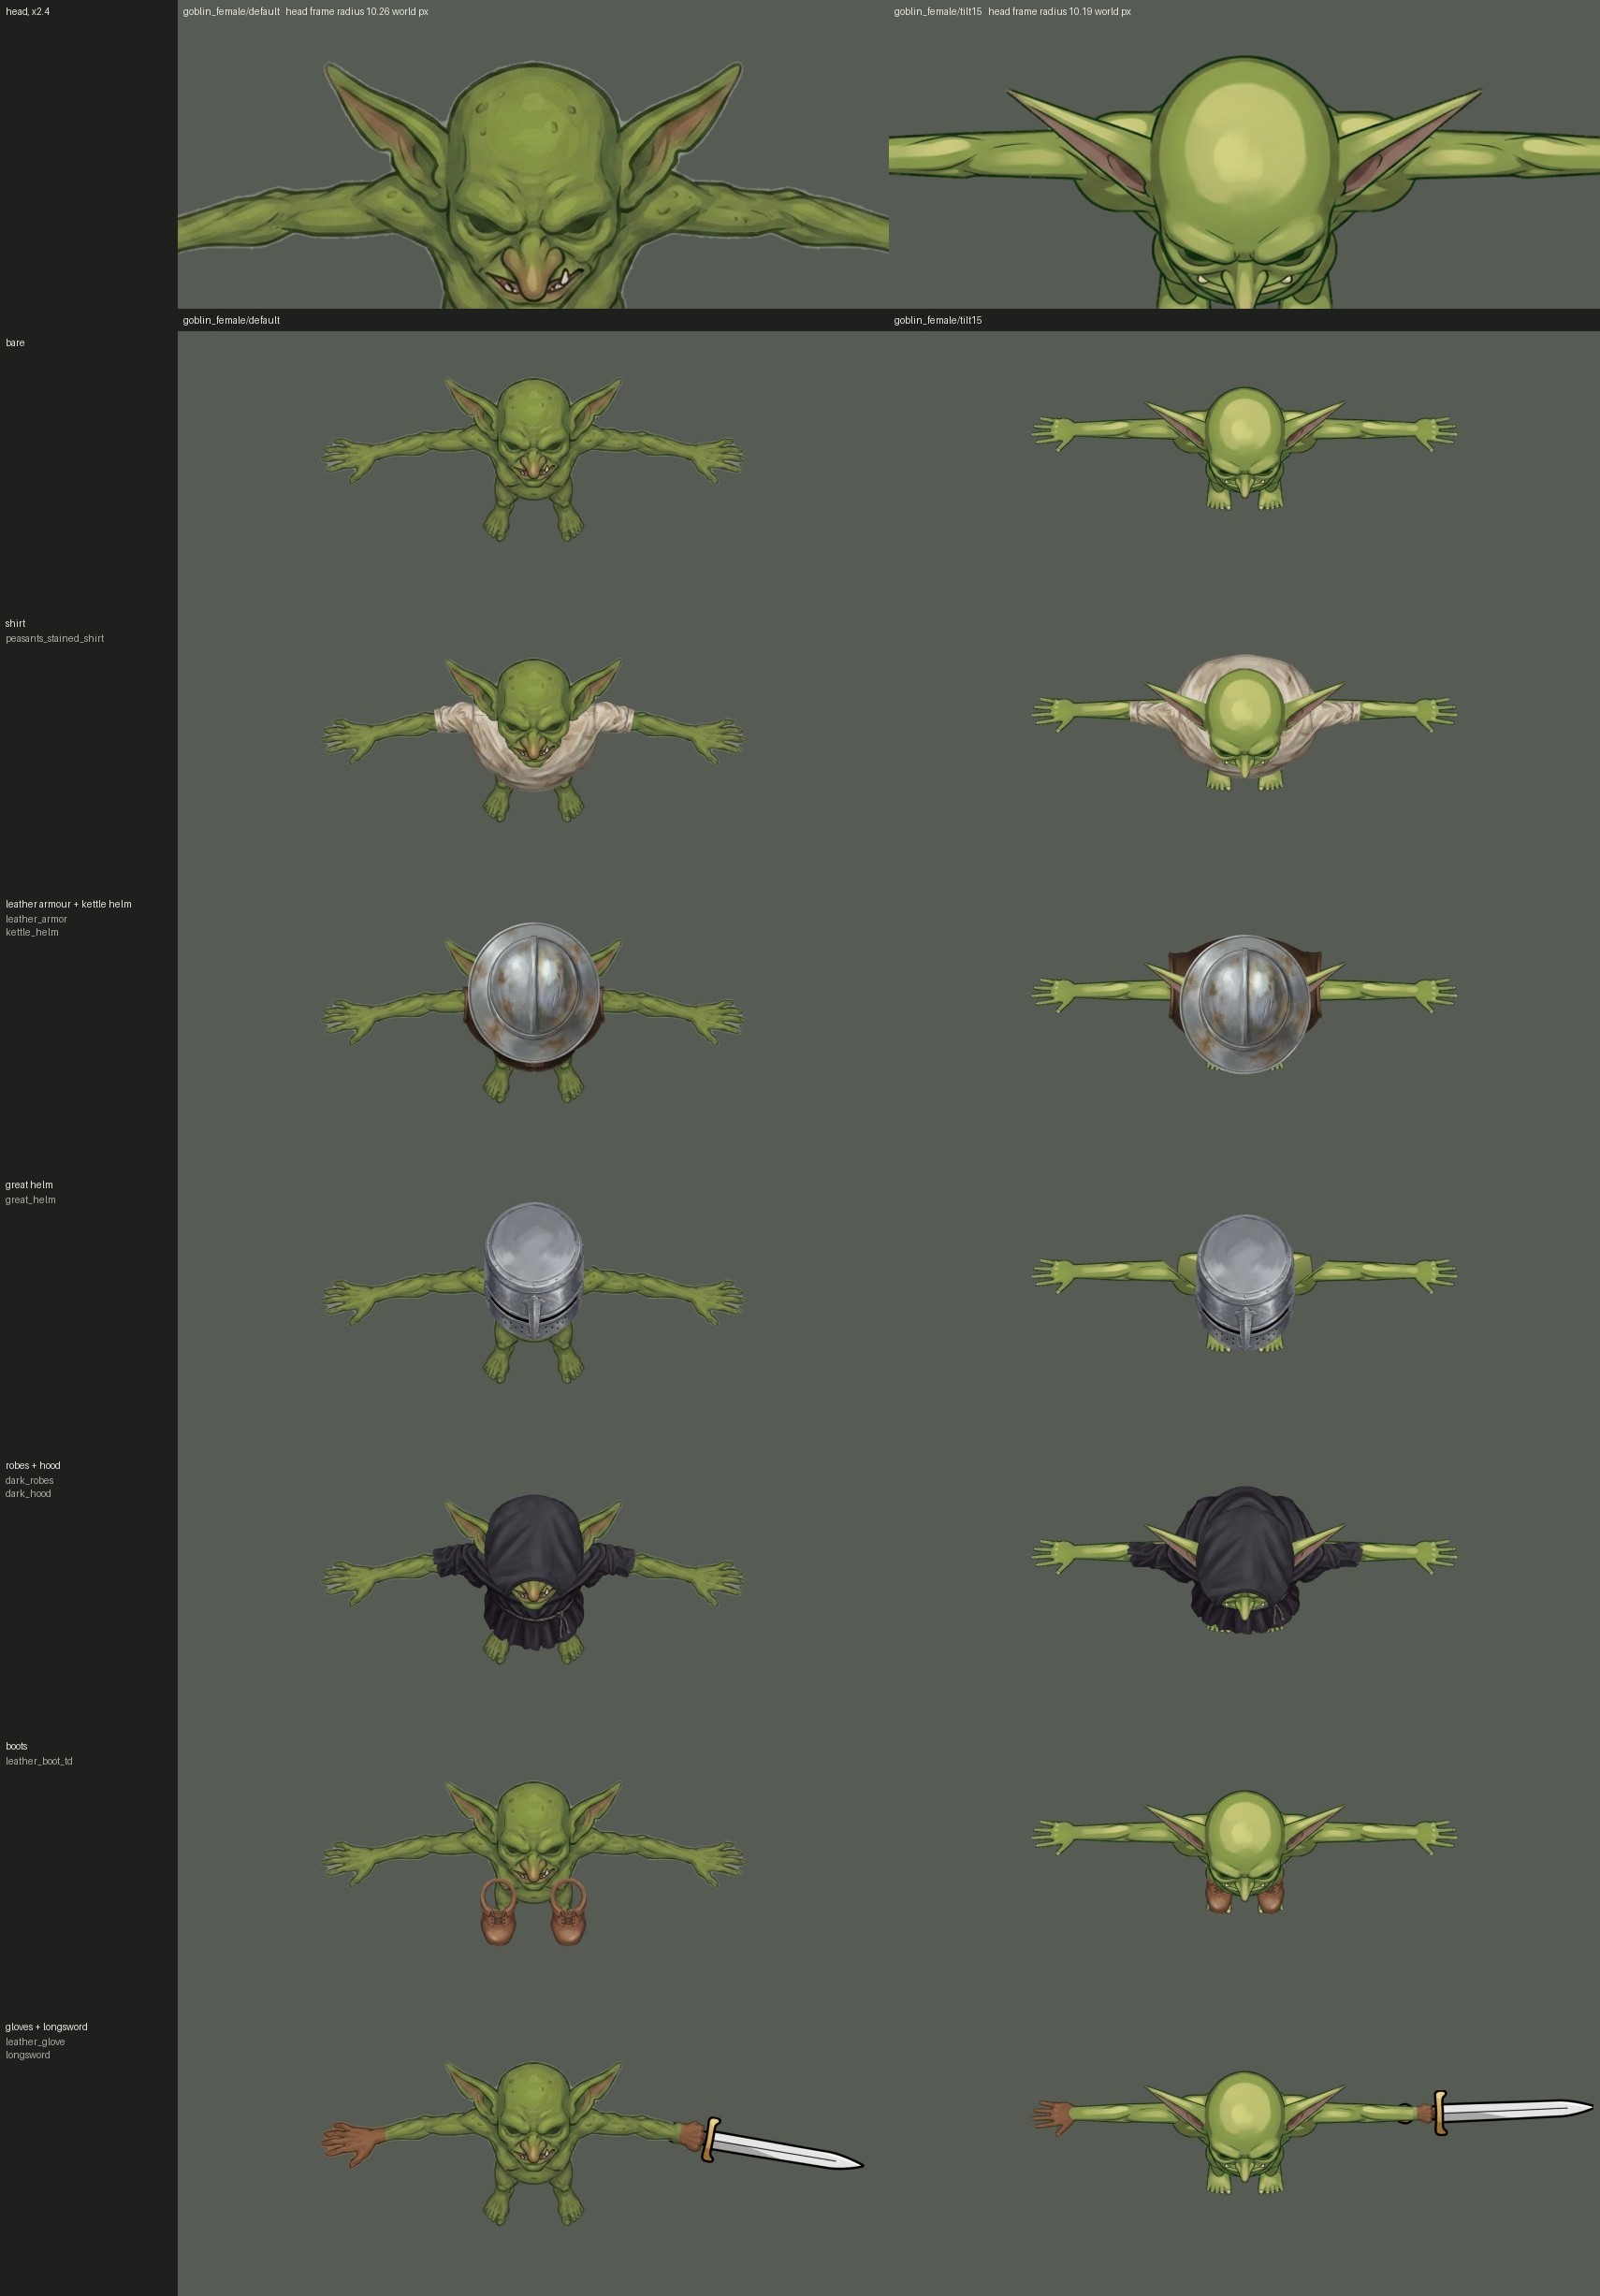 head, x2.4
goblin_female/default head frame radius 10.26 world px
goblin_female/tilt15 head frame radius 10.19 world px
goblin_female/default
goblin_female/tilt15
bare
shirt
peasants_stained_shirt
leather armour + kettle helm
leather_armor
kettle_helm
great helm
great_helm
robes + hood
dark_robes
dark_hood
boots
leather_boot_td
gloves + longsword
leather_glove
longsword